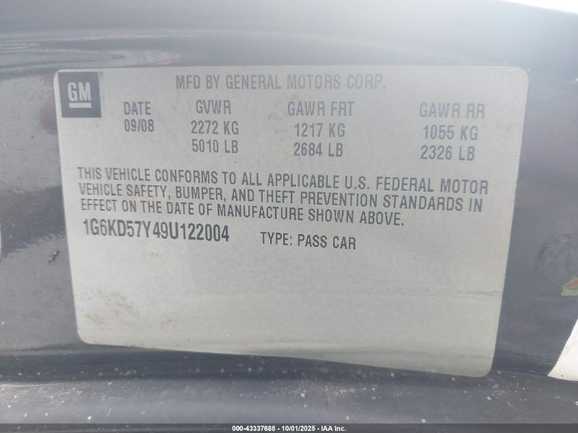 GM
MFD BY GENERAL MOTORS CORP.
DATE GVWR GAWR FRT GAWR RR
09/08 2272 KG 1217 KG 1055 KG
5010 LB 2684 LB 2326 LB
THIS VEHICLE CONFORMS TO ALL APPLICABLE U.S. FEDERAL MOTOR
VEHICLE SAFETY, BUMPER, AND THEFT PREVENTION STANDARDS IN
EFFECT ON THE DATE OF MANUFACTURE SHOWN ABOVE.
1G6KD57Y49U122004 TYPE: PASS CAR
000-43337685 | 10/01/2025 | IAA Inc.